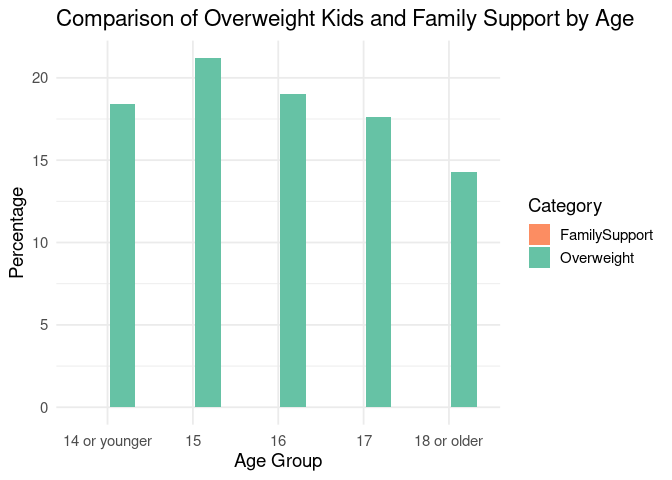 Comparison of Overweight Kids and Family Support by Age
Percentage
20
15
10
5
0
14 or younger
15
16
17
18 or older
Age Group
Category
FamilySupport
Overweight